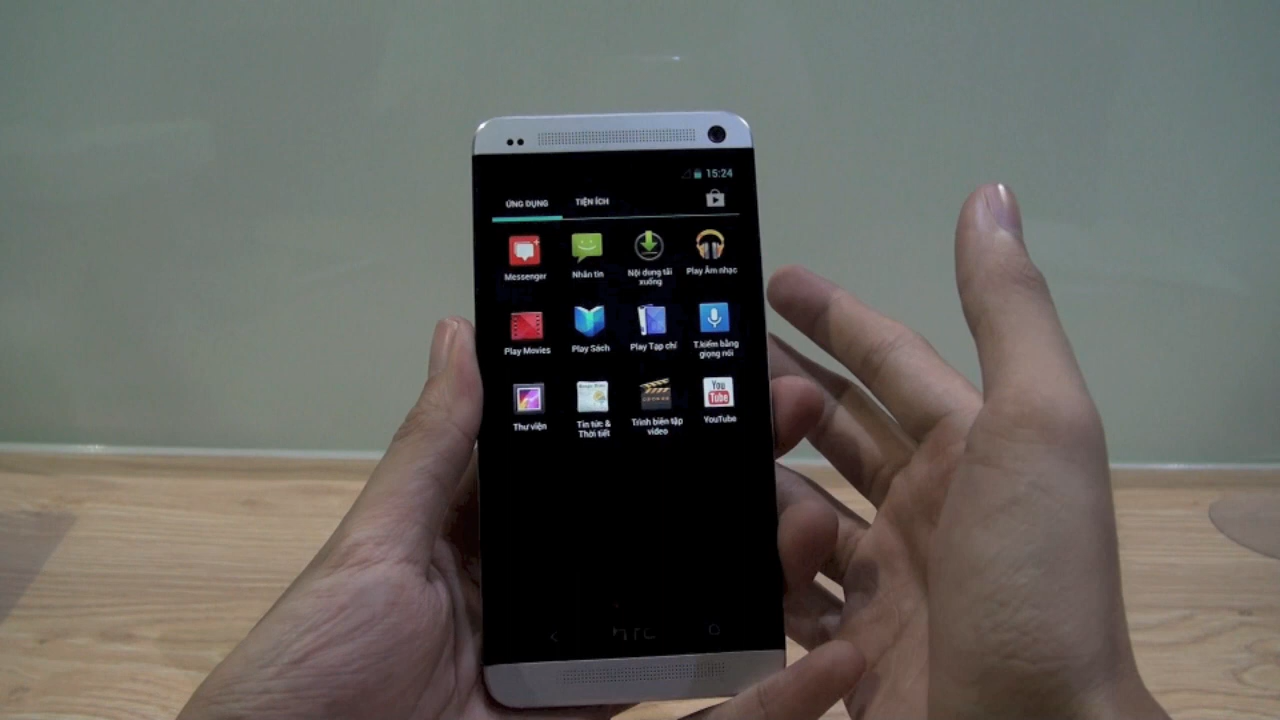 15:24
ỨNG DỤNG TIỆN ÍCH
Messenger
Nhắn tin
Nội dung tải
xuống
Play Âm nhạc
Play Movies
Play Sách
Play Tạp chí
T.kiếm bằng
giọng nói
Thư viện
Tin tức &
Thời tiết
Trình biên tập
video
You
Tube
YouTube
hTC